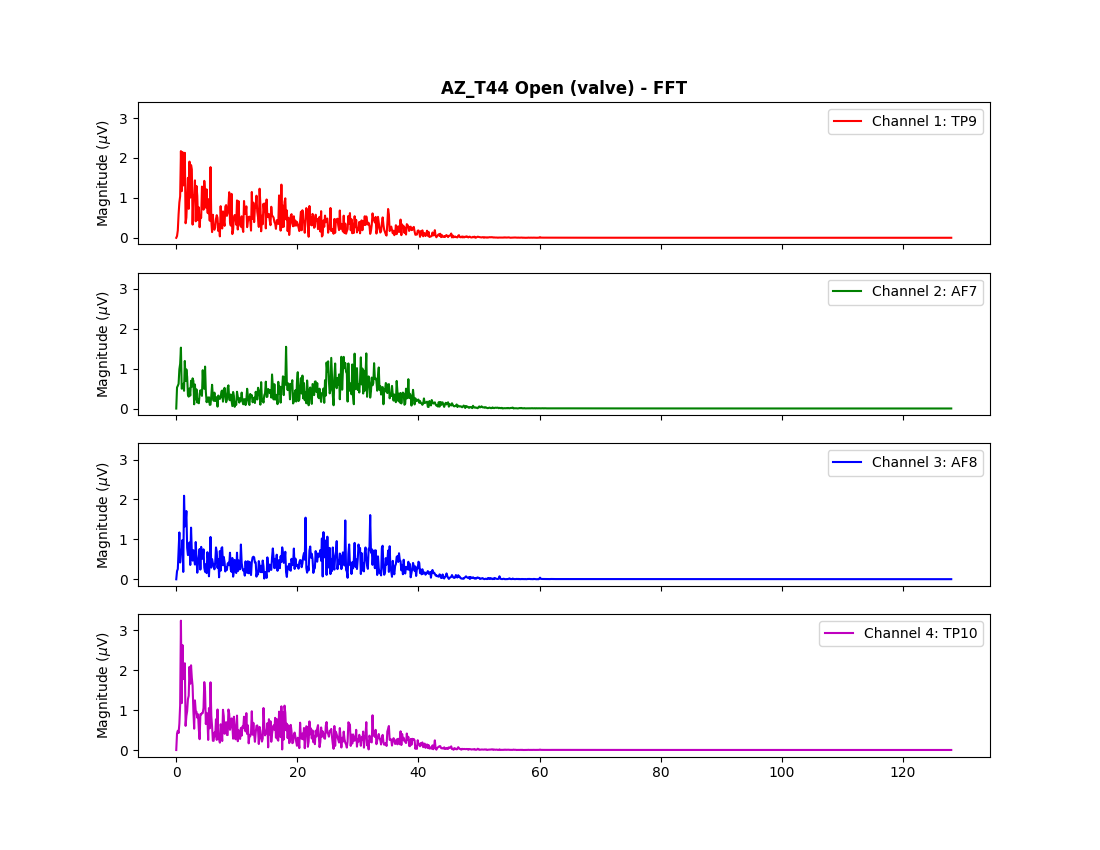 AZ_T44 Open (valve) - FFT
3
2
1
0
Magnitude (μV)
Channel 1: TP9
3
2
1
0
Magnitude (μV)
Channel 2: AF7
3
2
1
0
Magnitude (μV)
Channel 3: AF8
3
2
1
0
Magnitude (μV)
Channel 4: TP10
0 20 40 60 80 100 120